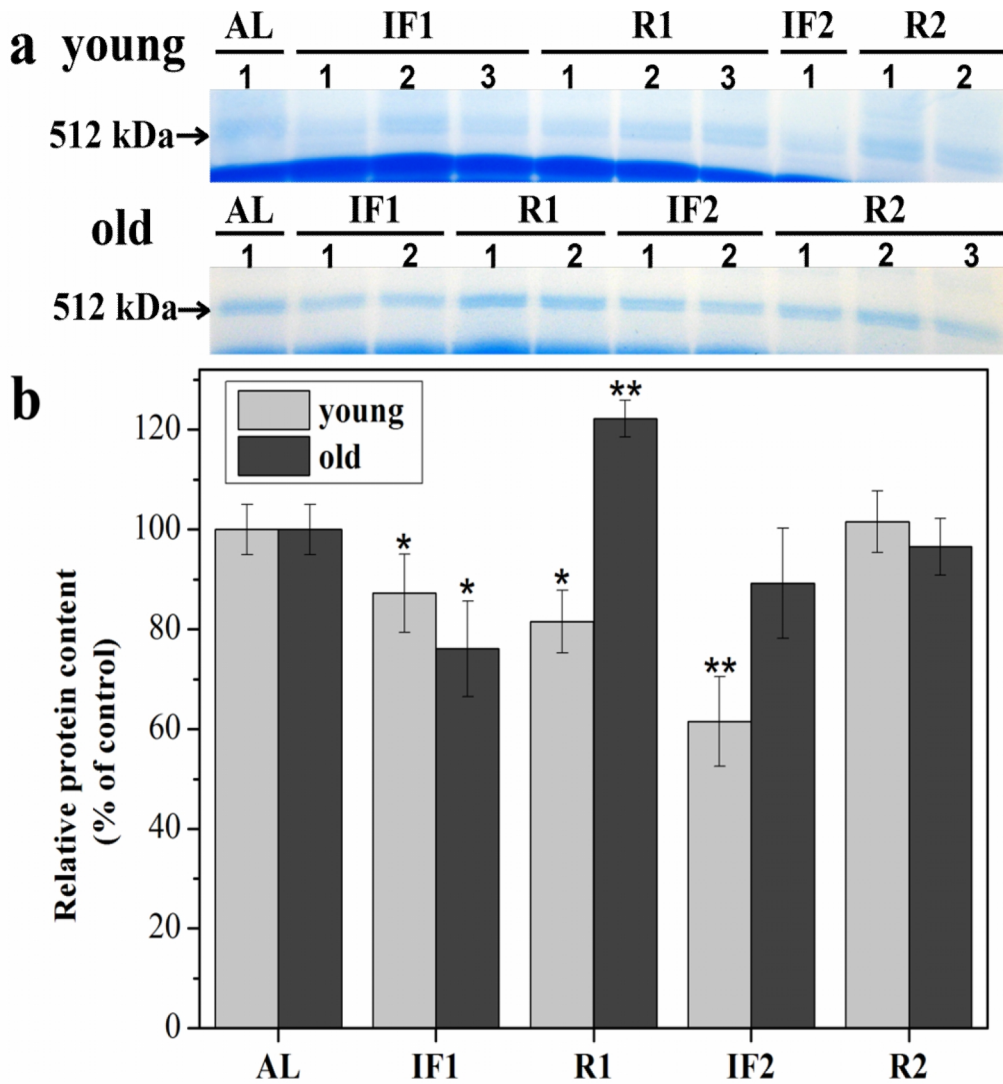 a young AL IF1 R1 IF2 R2
1 1 2 3 1 2 3 1 1 2
512 kDa→
old AL IF1 R1 IF2 R2
1 1 2 1 2 1 2 1 2 3
512 kDa→
b
young
old
Relative protein content
(% of control)
120
100
80
60
40
20
0
* * * ** ** 
AL IF1 R1 IF2 R2